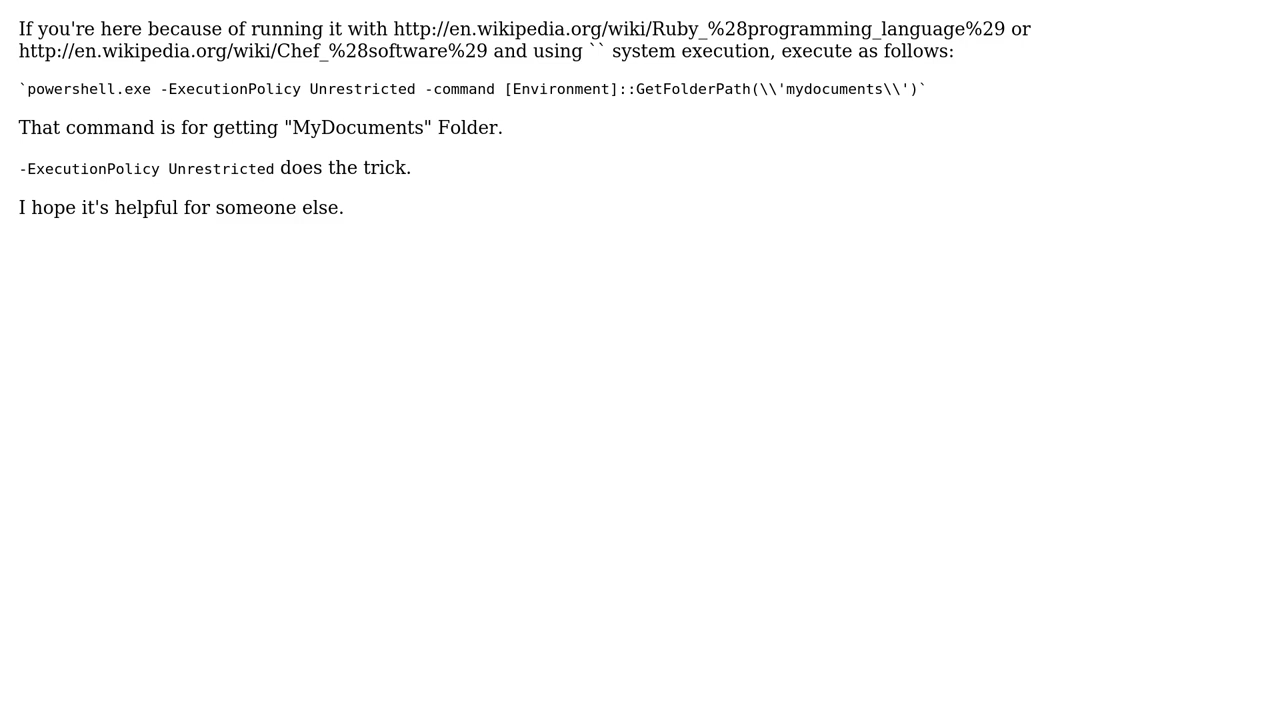 If you're here because of running it with http://en.wikipedia.org/wiki/Ruby_%28programming_language%29 or
http://en.wikipedia.org/wiki/Chef_%28software%29 and using `` system execution, execute as follows:
`powershell.exe -ExecutionPolicy Unrestricted -command [Environment]::GetFolderPath(\\'mydocuments\\')`
That command is for getting "MyDocuments" Folder.
-ExecutionPolicy Unrestricted does the trick.
I hope it's helpful for someone else.